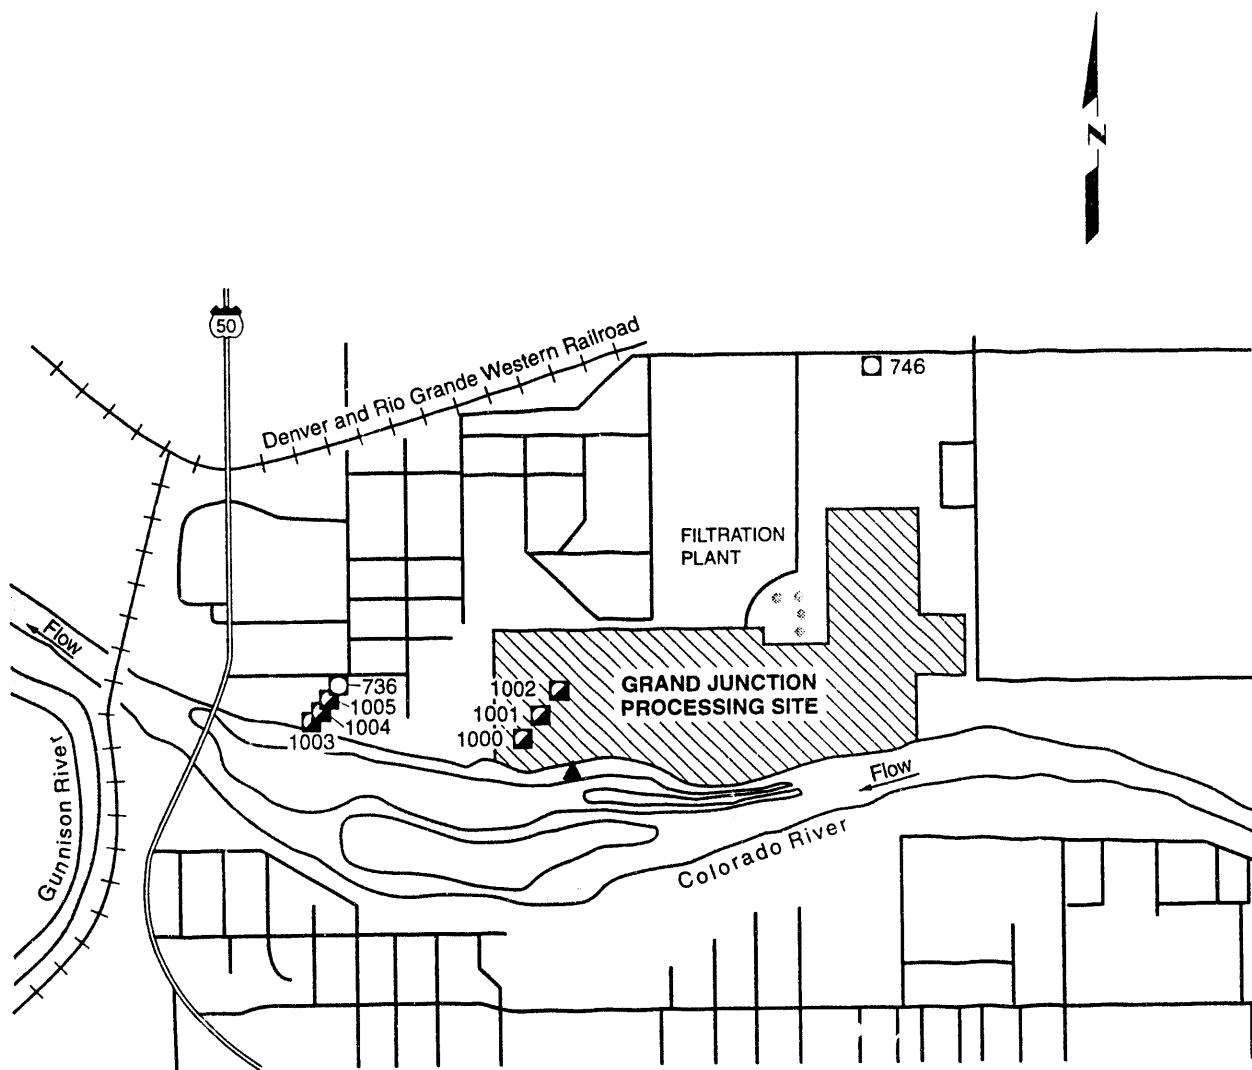 N
50
Denver and Rio Grande Western Railroad
746
FILTRATION
PLANT
Flow
736
1005
1004
1003
1002
1001
1000
GRAND JUNCTION
PROCESSING SITE
Flow
Gunnison River
Colorado River